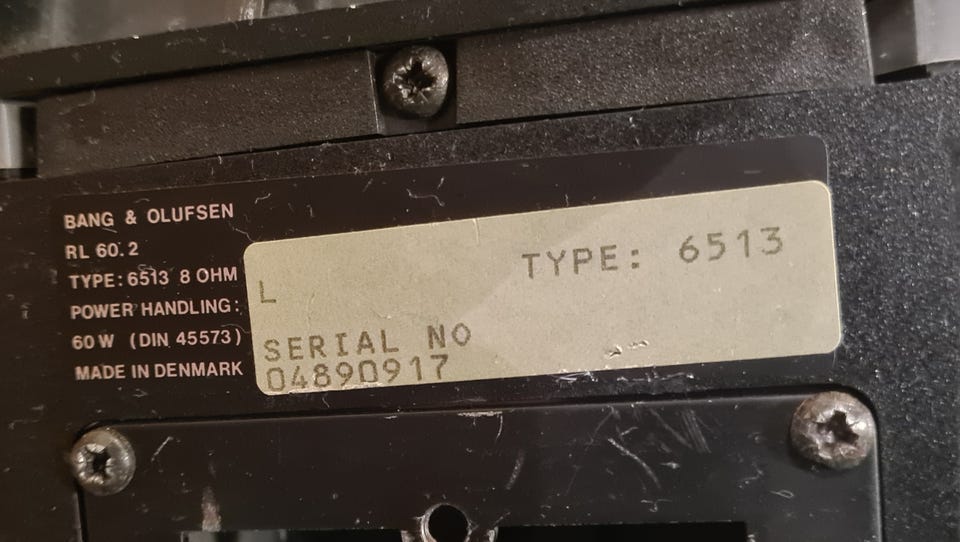 BANG & OLUFSEN
RL 60.2
TYPE: 6513 8 OHM
POWER HANDLING:
60 W (DIN 45573)
MADE IN DENMARK
TYPE: 6513
L
SERIAL NO
04890917